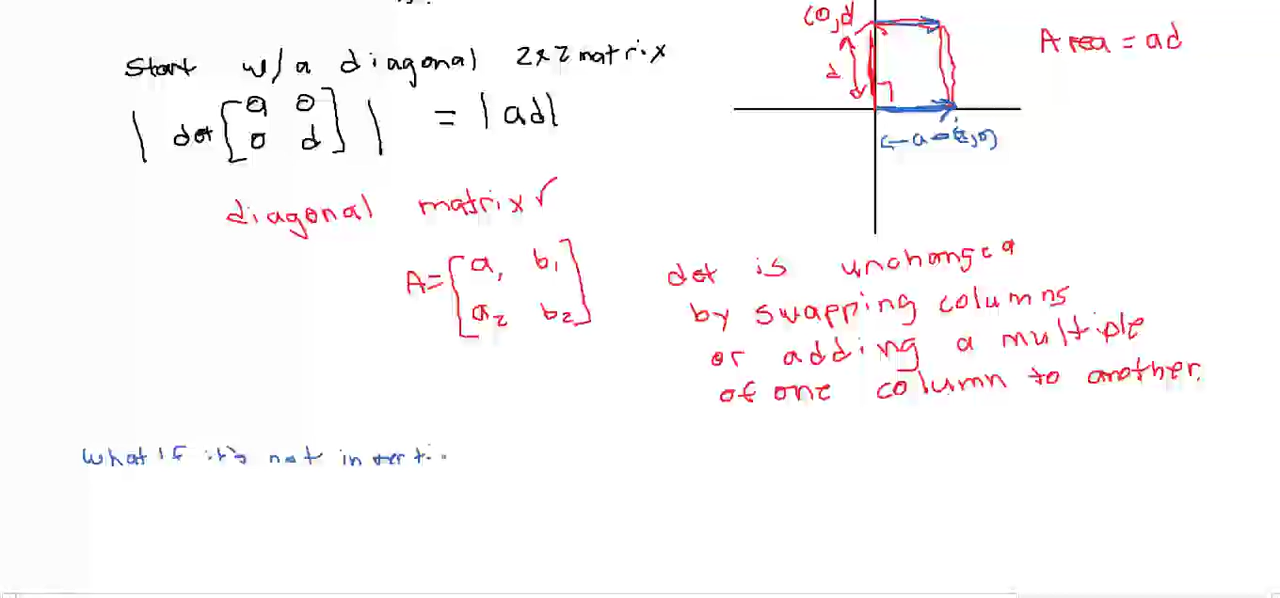 Start w/a diagonal 2x2 matrix
| det [a 0 0 d] | = |ad|
(0,d
d
Area = ad
diagonal matrix ✓
A = [a₁ b₁ a₂ b₂]
det is unchanged
by swapping columns
or adding a multiple
of one column to another.
What if it's not inverti